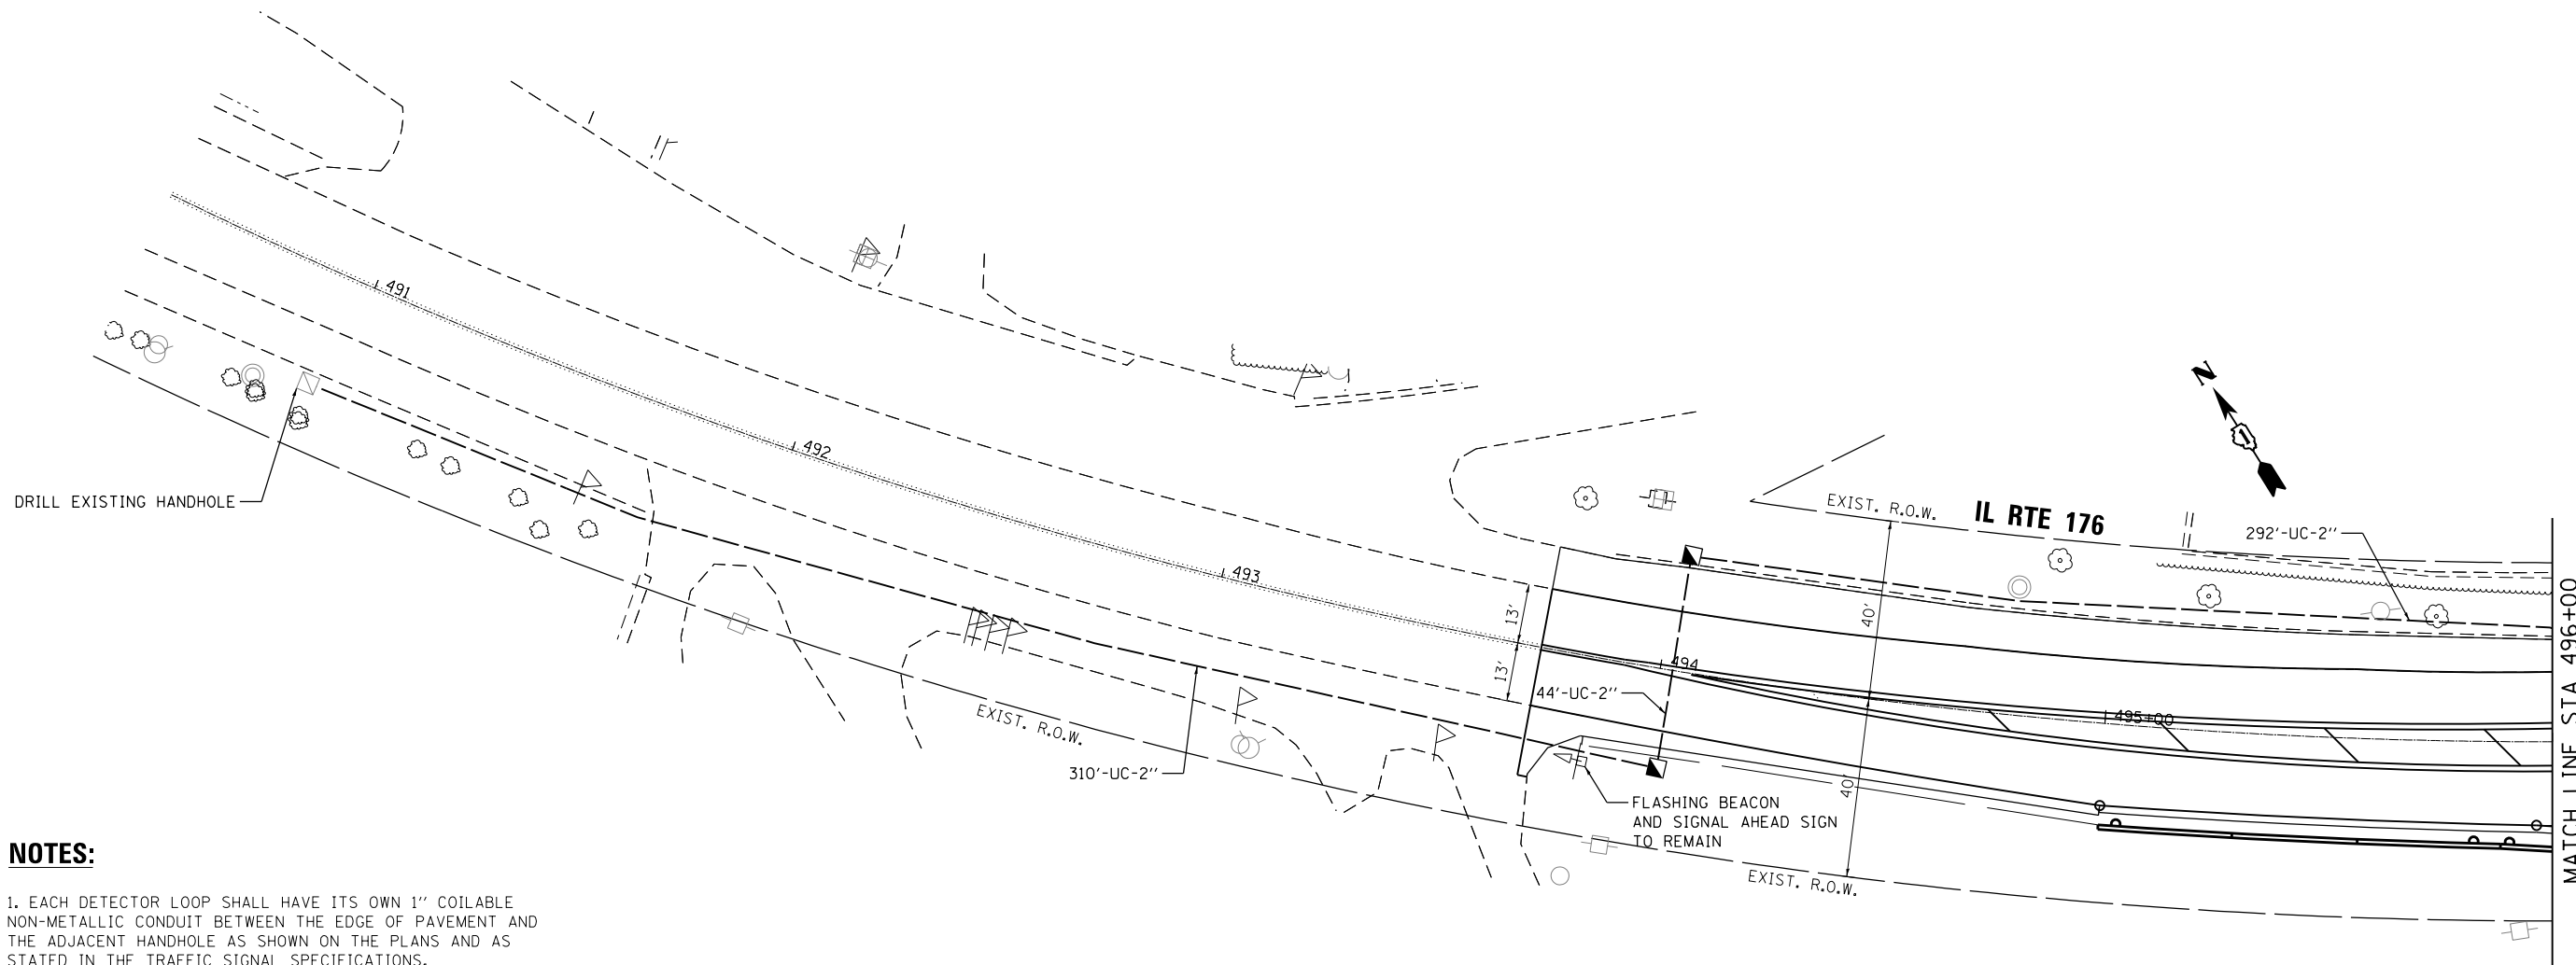 491
492
493
494
495+00
DRILL EXISTING HANDHOLE
EXIST. R.O.W.
310'-UC-2"
13'
13'
44'-UC-2"
FLASHING BEACON
AND SIGNAL AHEAD SIGN
TO REMAIN
40'
40'
EXIST. R.O.W.
IL RTE 176
292'-UC-2"
N
EXIST. R.O.W.
MATCH LINE STA 496+00
NOTES:
1. EACH DETECTOR LOOP SHALL HAVE ITS OWN 1" COILABLE
NON-METALLIC CONDUIT BETWEEN THE EDGE OF PAVEMENT AND
THE ADJACENT HANDHOLE AS SHOWN ON THE PLANS AND AS
STATED IN THE TRAFFIC SIGNAL SPECIFICATIONS.